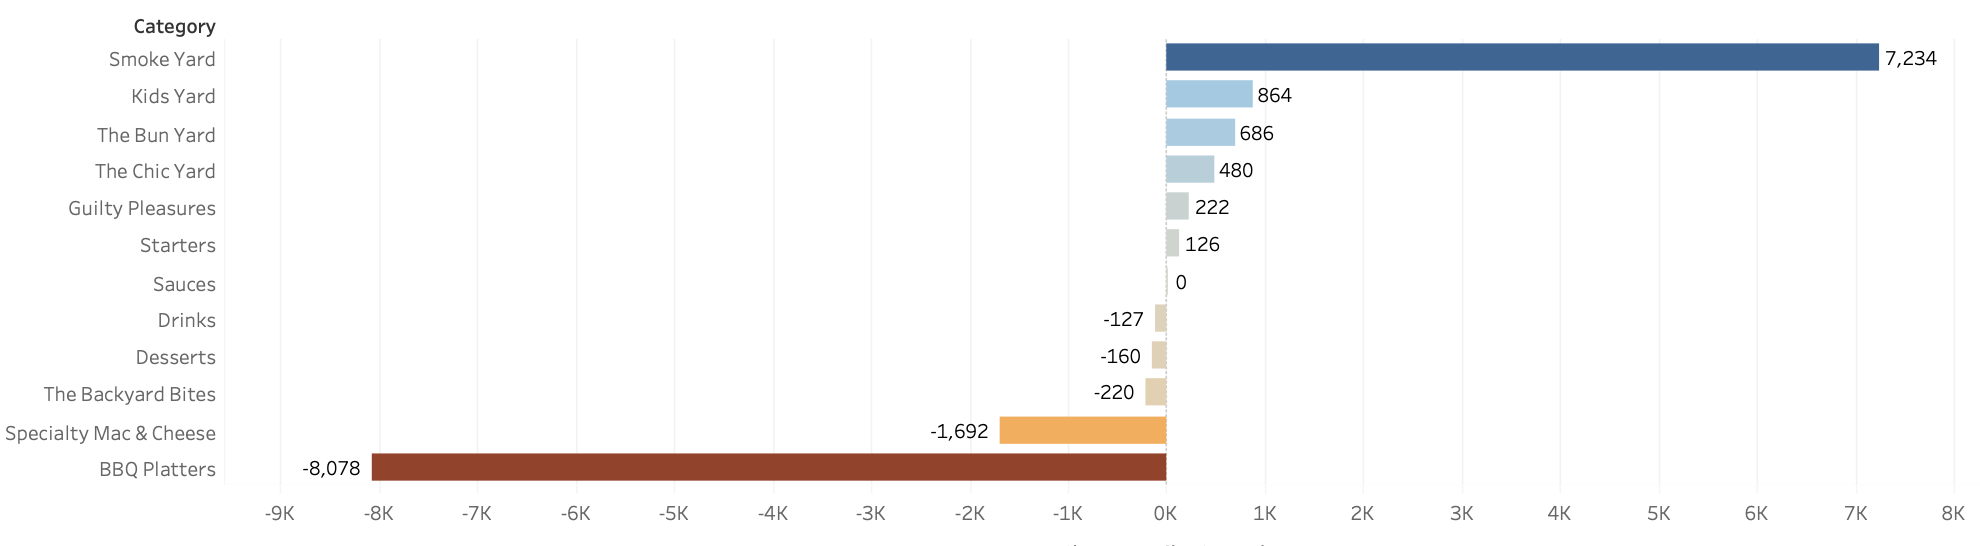 Category
Smoke Yard 7,234
Kids Yard 864
The Bun Yard 686
The Chic Yard 480
Guilty Pleasures 222
Starters 126
Sauces 0
Drinks -127
Desserts -160
The Backyard Bites -220
Specialty Mac & Cheese -1,692
BBQ Platters -8,078
-9K -8K -7K -6K -5K -4K -3K -2K -1K 0K 1K 2K 3K 4K 5K 6K 7K 8K